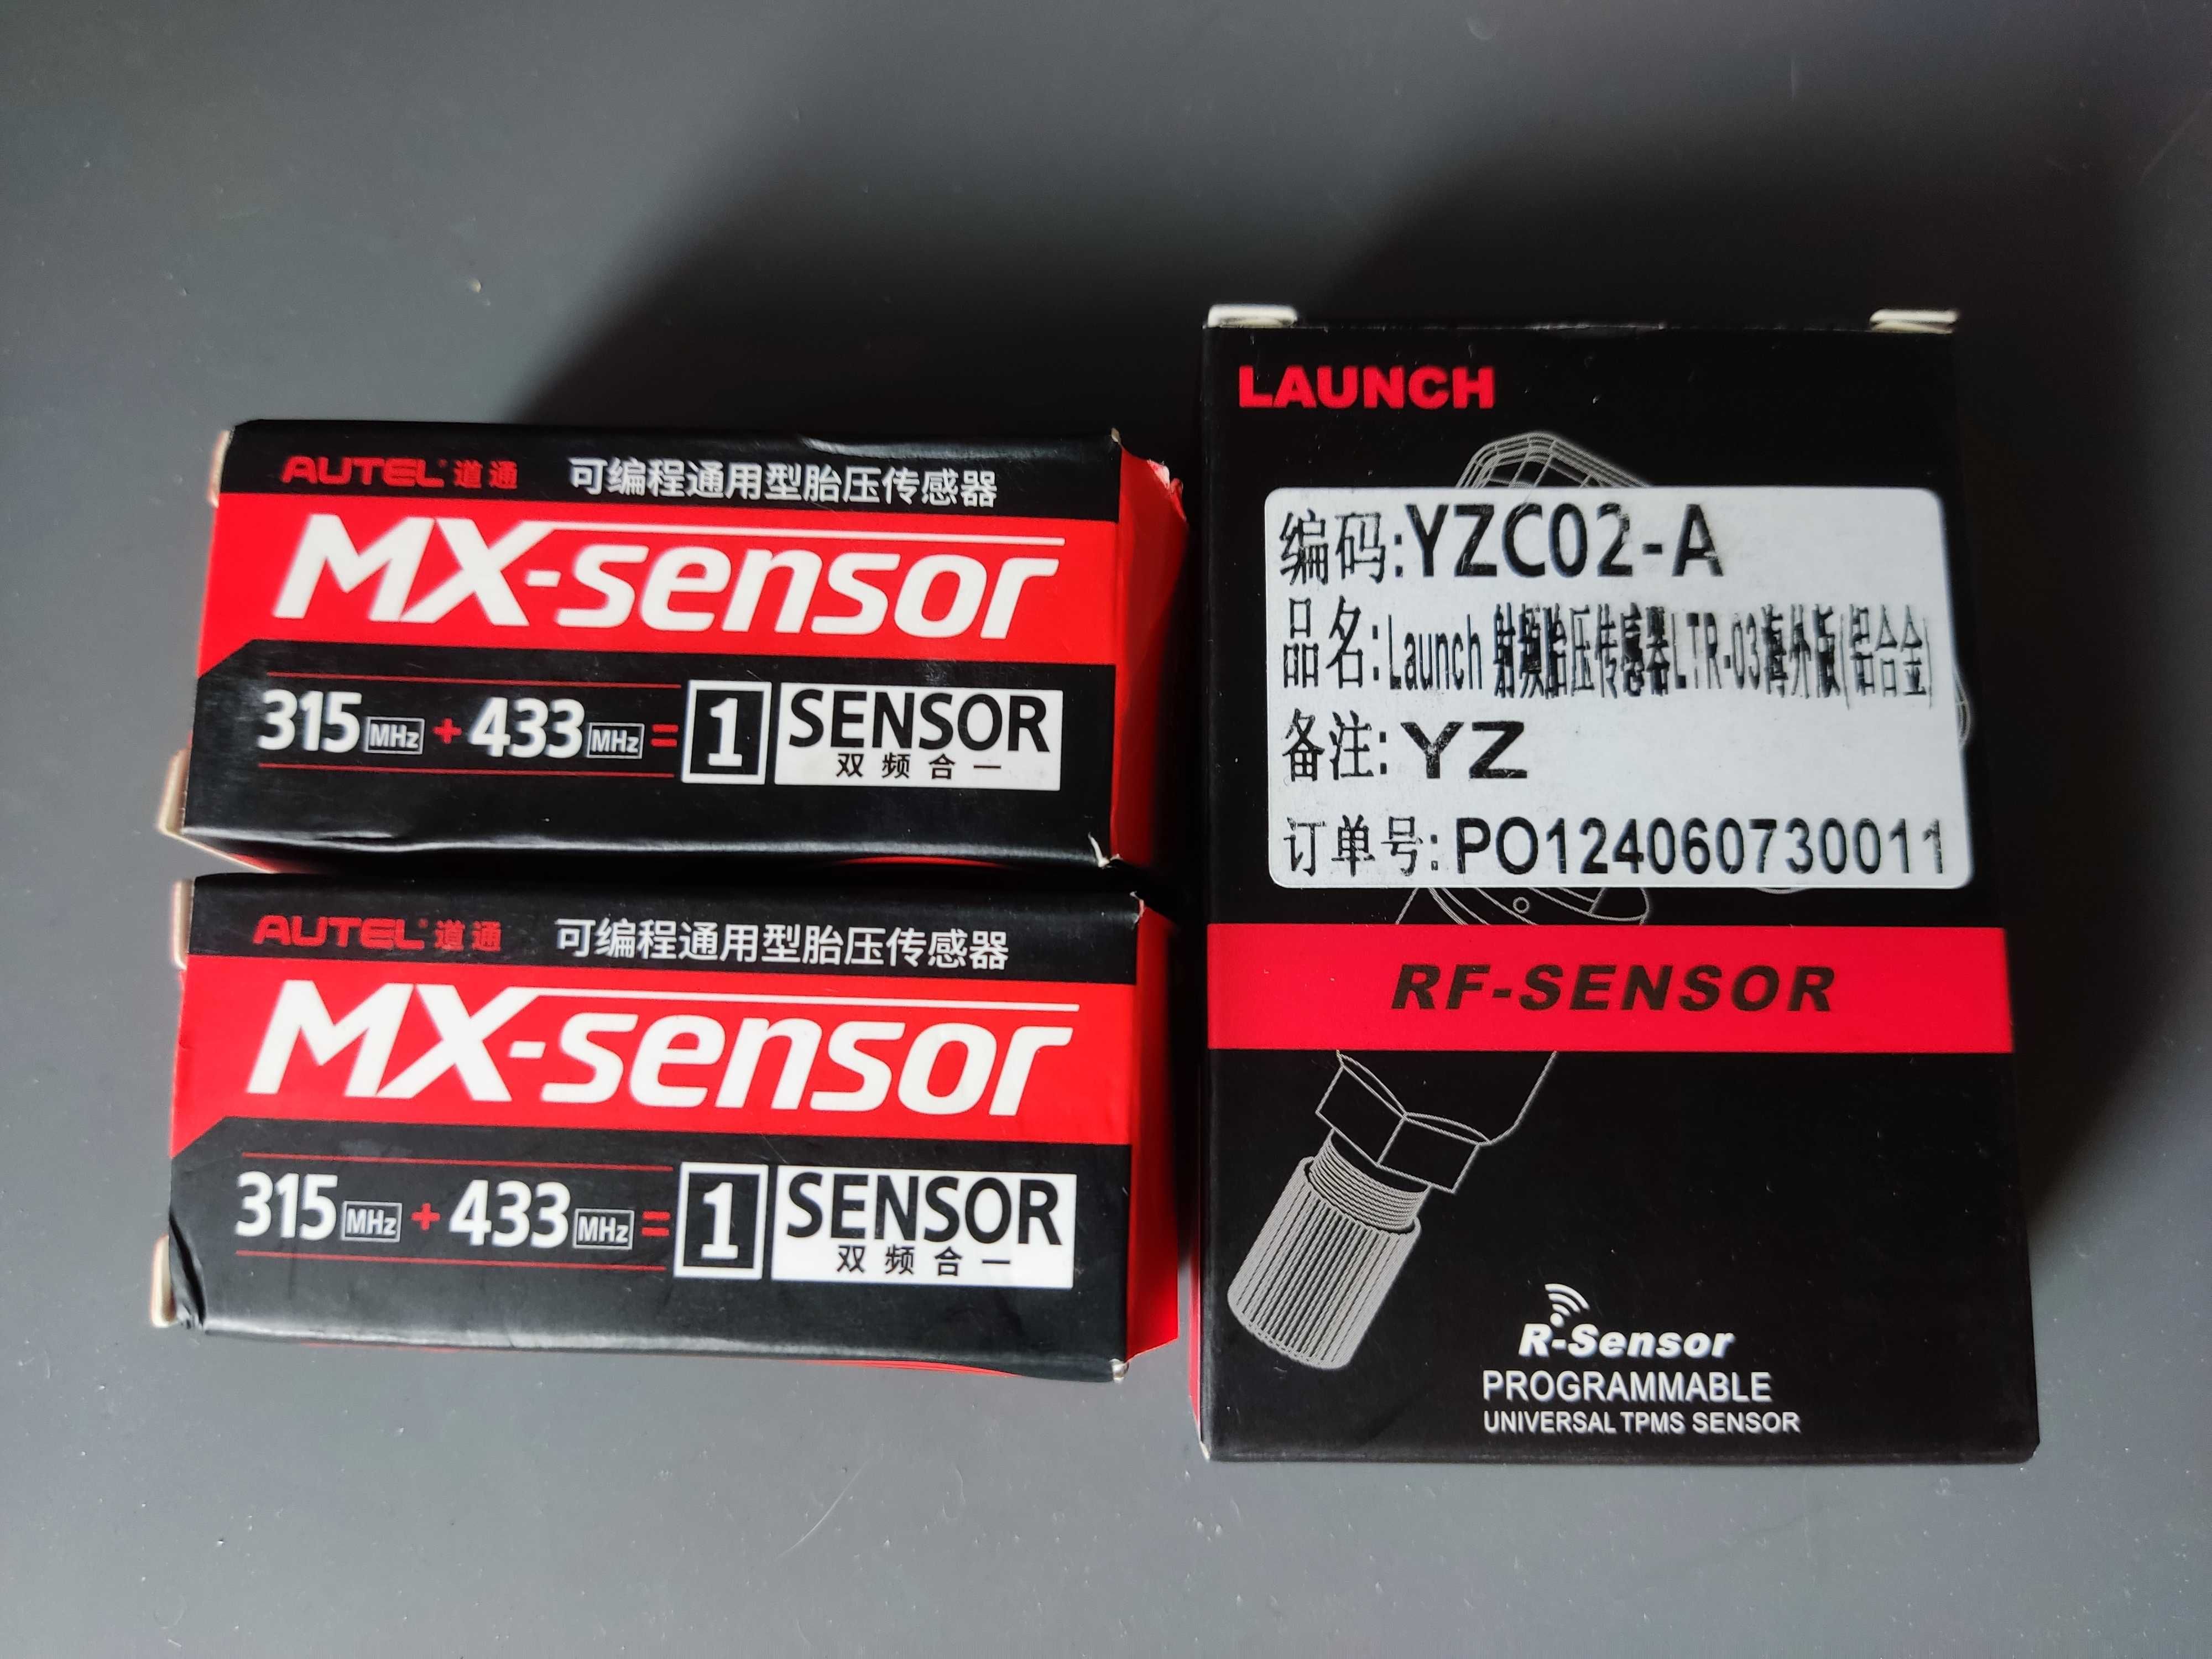 AUTEL 道通 可编程通用型胎压传感器
MX-sensor
315 MHz + 433 MHz = 1 SENSOR
双频合一
AUTEL 道通 可编程通用型胎压传感器
MX-sensor
315 MHz + 433 MHz = 1 SENSOR
双频合一
LAUNCH
编码:YZC02-A
品名:Launch 射频胎压传感器LTR-03海外版(铝合金)
备注:YZ
订单号:PO124060730011
RF-SENSOR
R-Sensor
PROGRAMMABLE
UNIVERSAL TPMS SENSOR